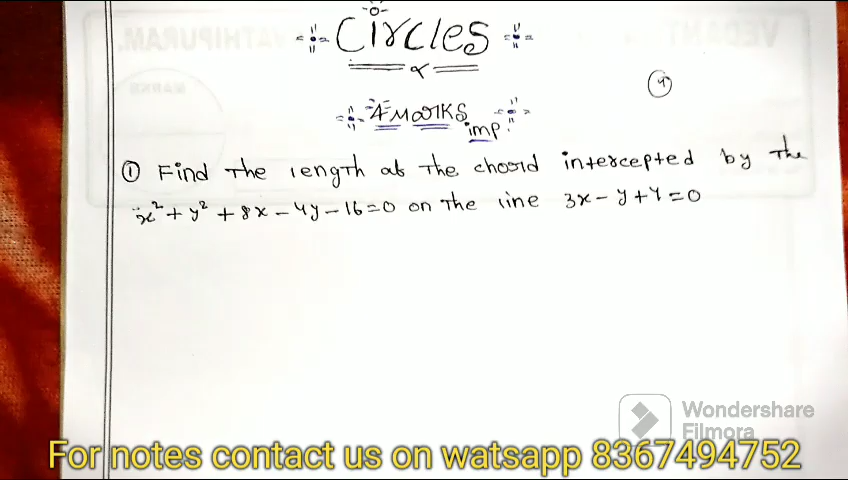 Circles
4 Marks
imp.
4
① Find the length of the chord intercepted by the
x² + y² + 8x - 4y - 16 = 0 on the line 3x - y + 4 = 0
Wondershare
Filmora
For notes contact us on watsapp 8367494752